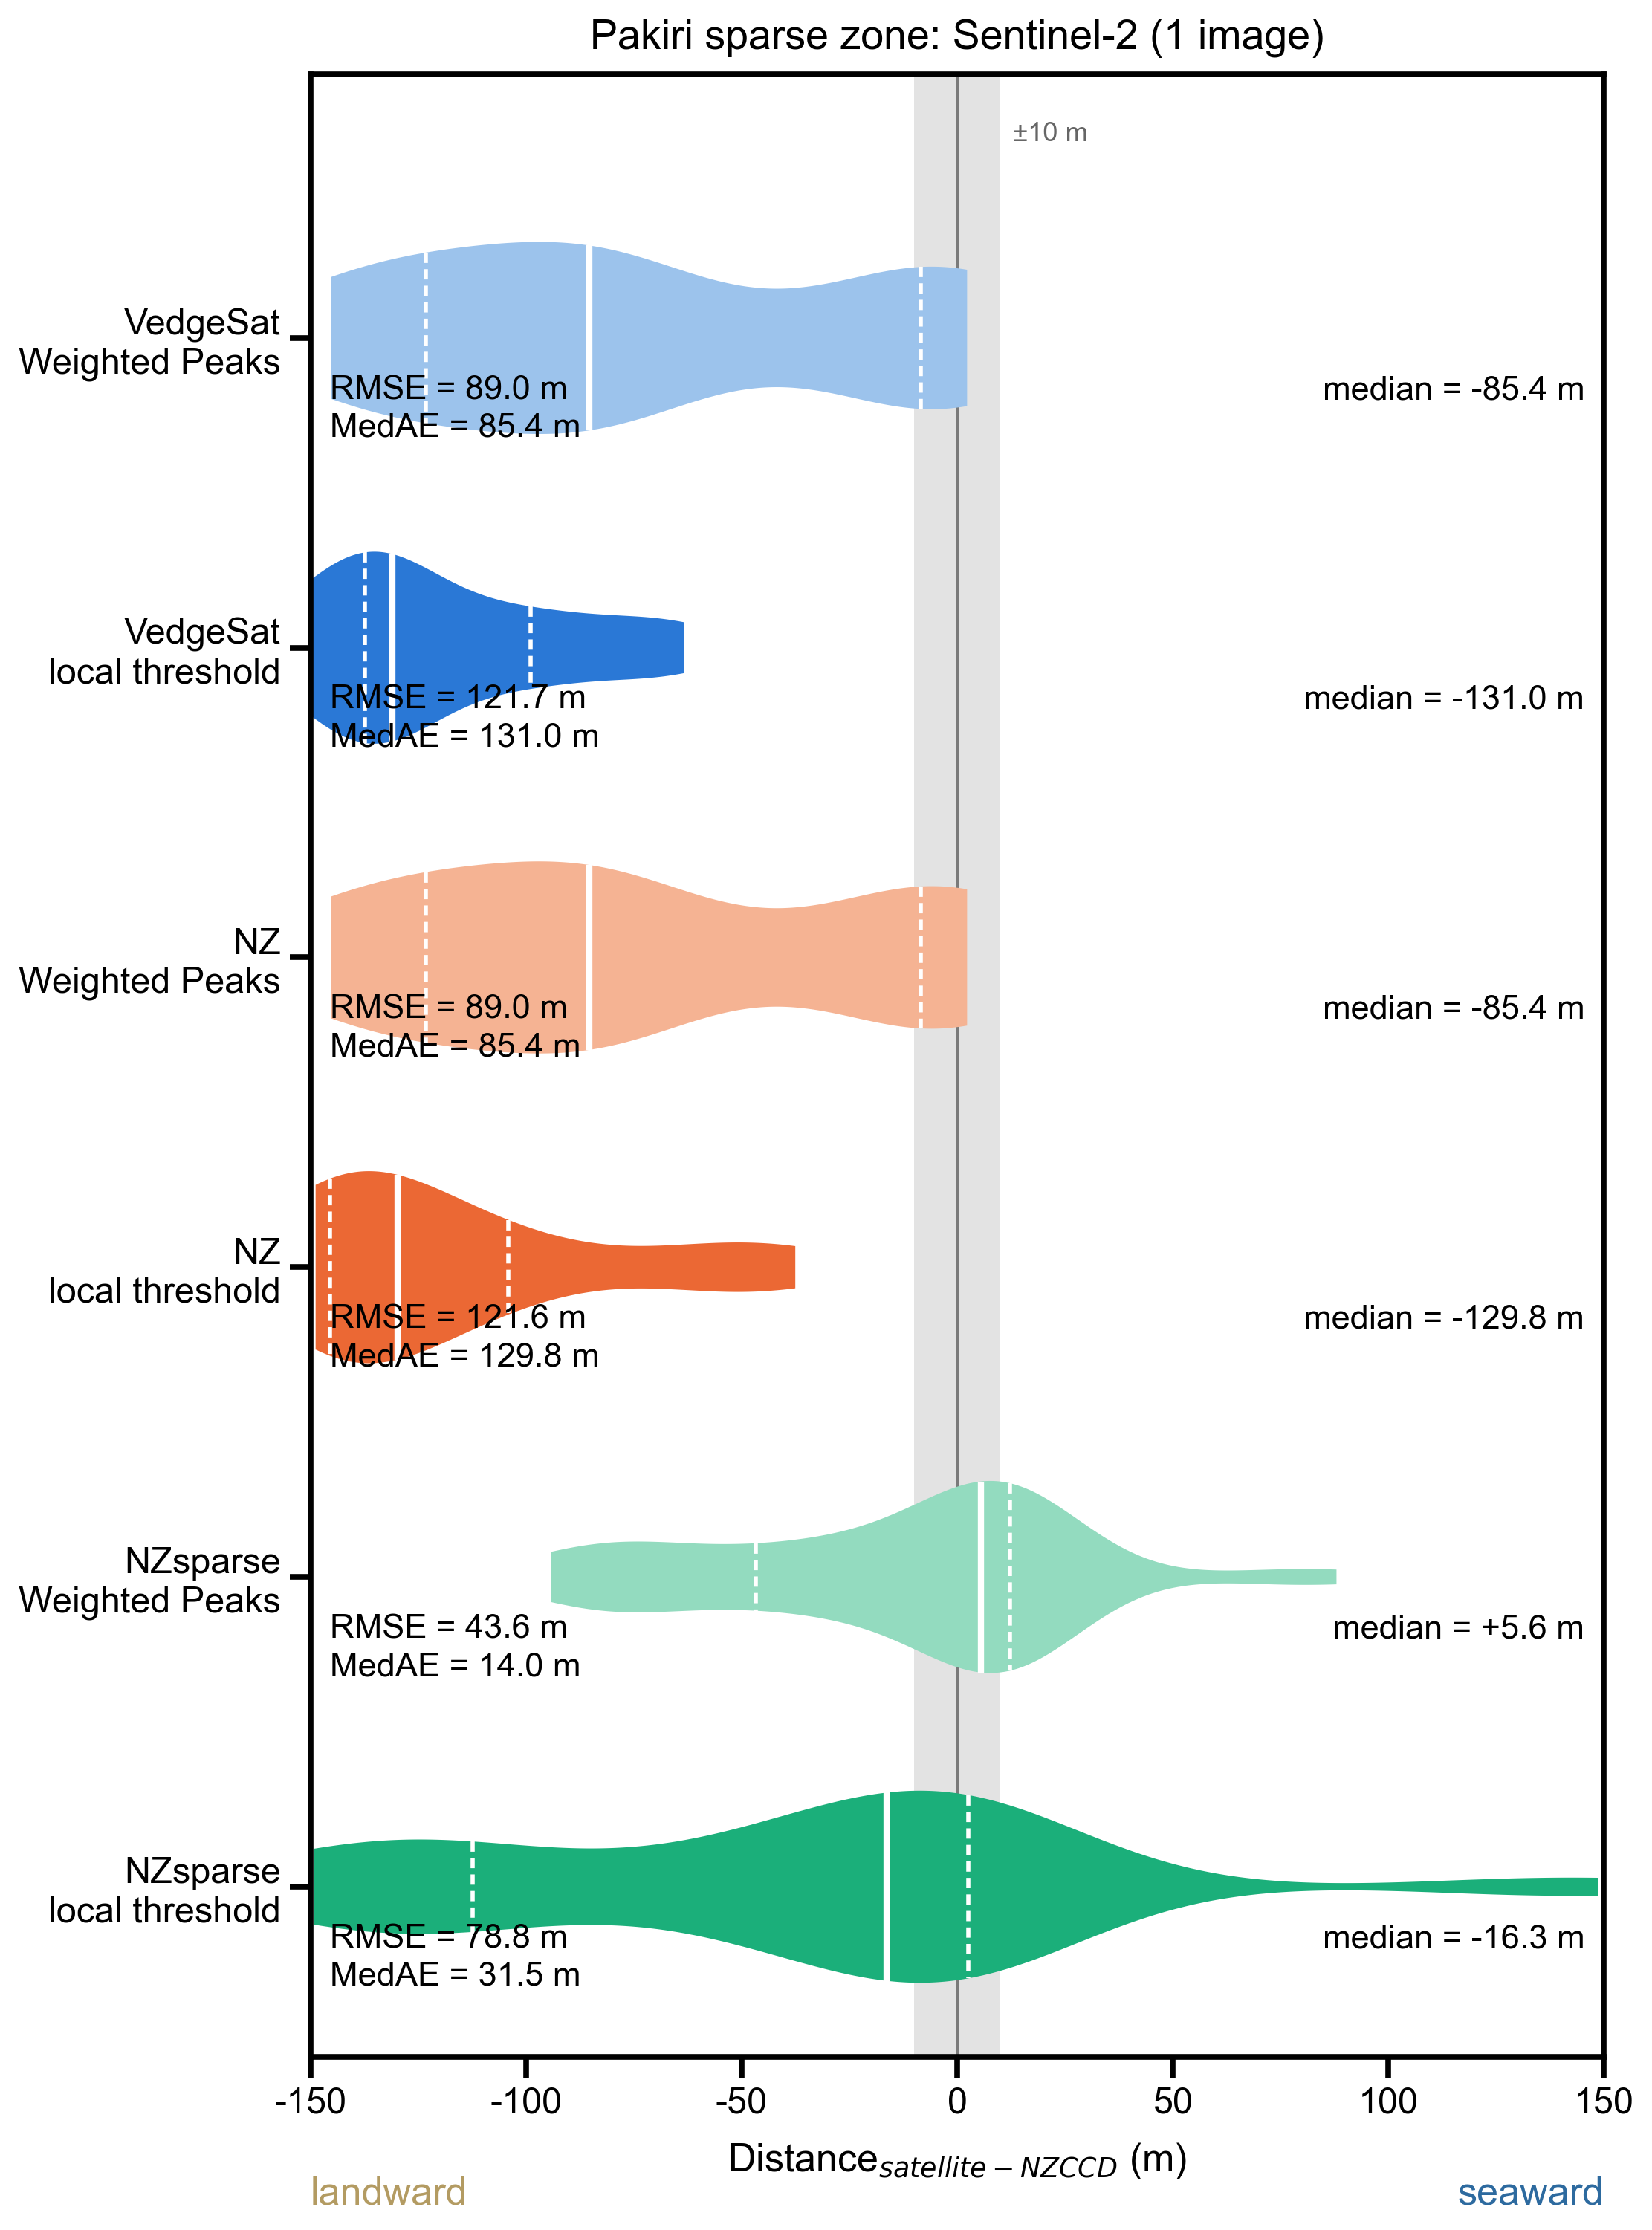 Pakiri sparse zone: Sentinel-2 (1 image)
±10 m
VedgeSat
Weighted Peaks
RMSE = 89.0 m
MedAE = 85.4 m
median = -85.4 m
VedgeSat
local threshold
RMSE = 121.7 m
MedAE = 131.0 m
median = -131.0 m
NZ
Weighted Peaks
RMSE = 89.0 m
MedAE = 85.4 m
median = -85.4 m
NZ
local threshold
RMSE = 121.6 m
MedAE = 129.8 m
median = -129.8 m
NZsparse
Weighted Peaks
RMSE = 43.6 m
MedAE = 14.0 m
median = +5.6 m
NZsparse
local threshold
RMSE = 78.8 m
MedAE = 31.5 m
median = -16.3 m
-150 -100 -50 0 50 100 150
Distance satellite − NZCCD (m)
landward seaward